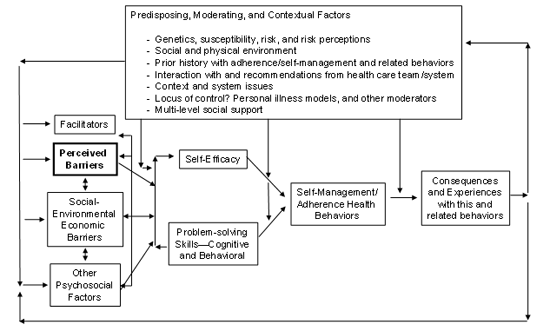 Predisposing, Moderating, and Contextual Factors
- Genetics, susceptibility, risk, and risk perceptions
- Social and physical environment
- Prior history with adherence/self-management and related behaviors
- Interaction with and recommendations from health care team/system
- Context and system issues
- Locus of control? Personal illness models, and other moderators
- Multi-level social support
Facilitators
Perceived
Barriers
Social-
Environmental
Economic
Barriers
Other
Psychosocial
Factors
Self-Efficacy
Problem-solving
Skills—Cognitive
and Behavioral
Self-Management/
Adherence Health
Behaviors
Consequences
and Experiences
with this and
related behaviors